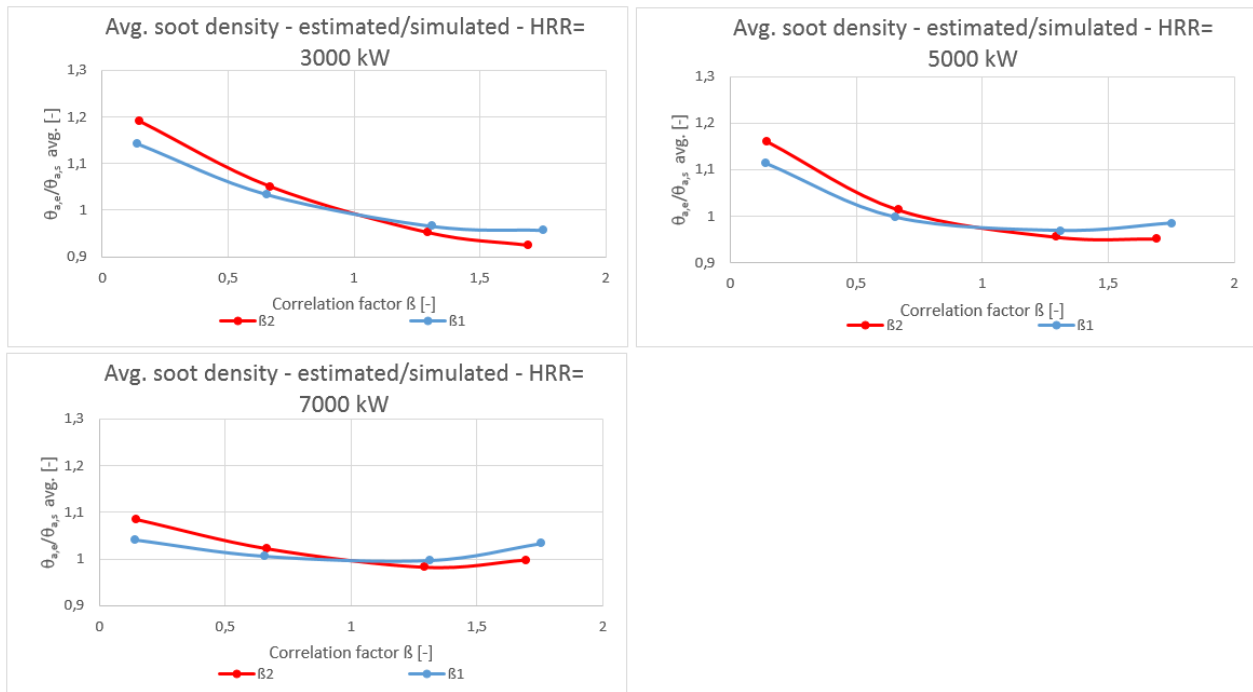 Avg. soot density - estimated/simulated - HRR=
3000 kW
θa,e/θa,s avg. [-]
1,3
1,2
1,1
1
0,9
0
0,5
1
1,5
2
Correlation factor ß [-]
ß2
ß1
Avg. soot density - estimated/simulated - HRR=
5000 kW
θa,e/θa,s avg. [-]
1,3
1,2
1,1
1
0,9
0
0,5
1
1,5
2
Correlation factor ß [-]
ß2
ß1
Avg. soot density - estimated/simulated - HRR=
7000 kW
θa,e/θa,s avg. [-]
1,3
1,2
1,1
1
0,9
0
0,5
1
1,5
2
Correlation factor ß [-]
ß2
ß1